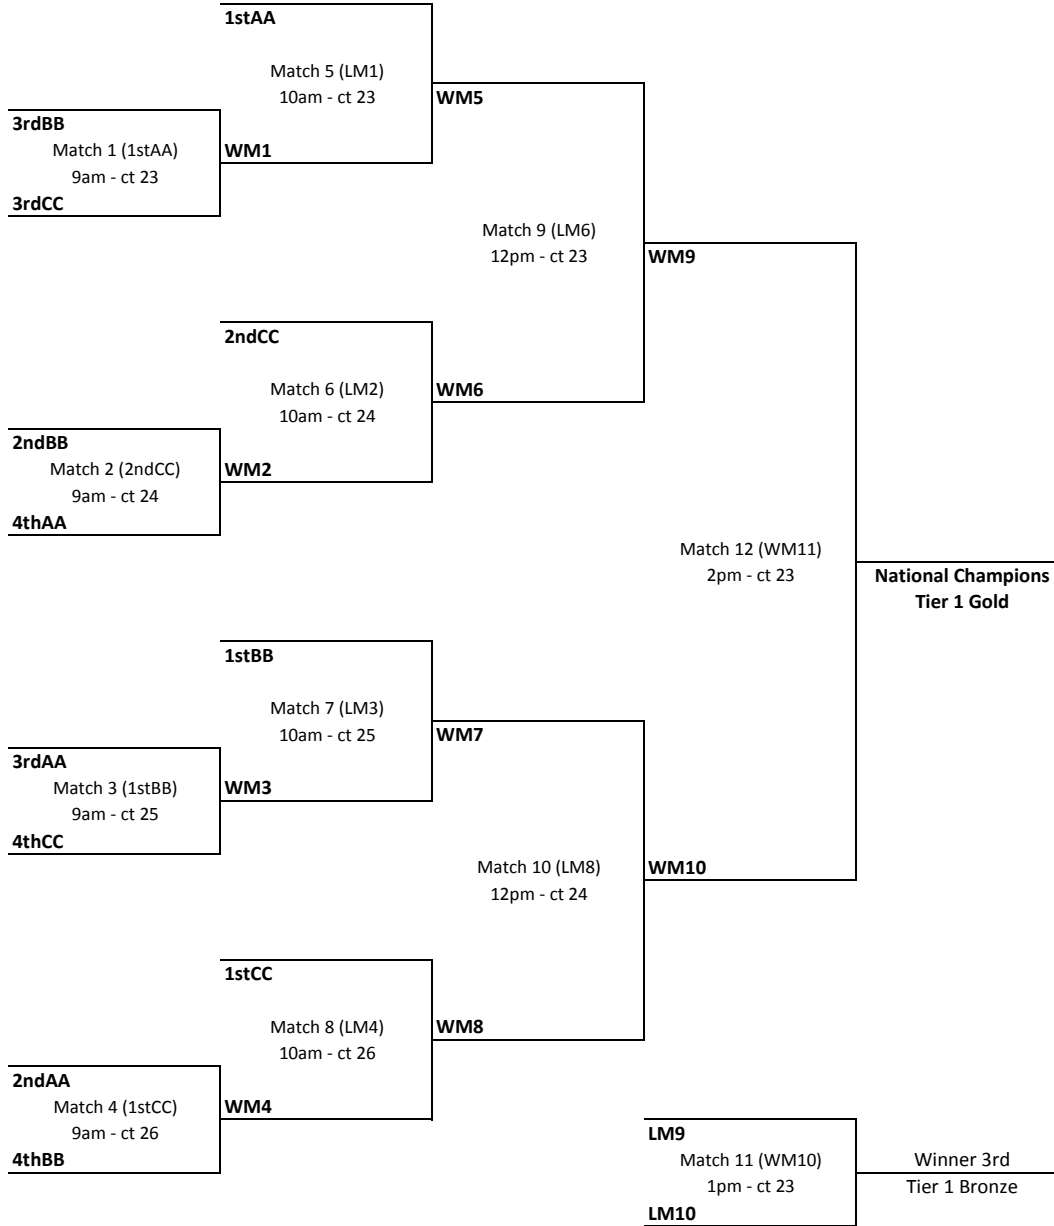 1stAA
Match 5 (LM1)
10am - ct 23
WM5
3rdBB
Match 1 (1stAA)
9am - ct 23
3rdCC
WM1
Match 9 (LM6)
12pm - ct 23
WM9
2ndCC
Match 6 (LM2)
10am - ct 24
WM6
2ndBB
Match 2 (2ndCC)
9am - ct 24
4thAA
WM2
Match 12 (WM11)
2pm - ct 23
National Champions
Tier 1 Gold
1stBB
Match 7 (LM3)
10am - ct 25
WM7
3rdAA
Match 3 (1stBB)
9am - ct 25
4thCC
WM3
Match 10 (LM8)
12pm - ct 24
WM10
1stCC
Match 8 (LM4)
10am - ct 26
WM8
2ndAA
Match 4 (1stCC)
9am - ct 26
4thBB
WM4
LM9
Match 11 (WM10)
1pm - ct 23
LM10
Winner 3rd
Tier 1 Bronze